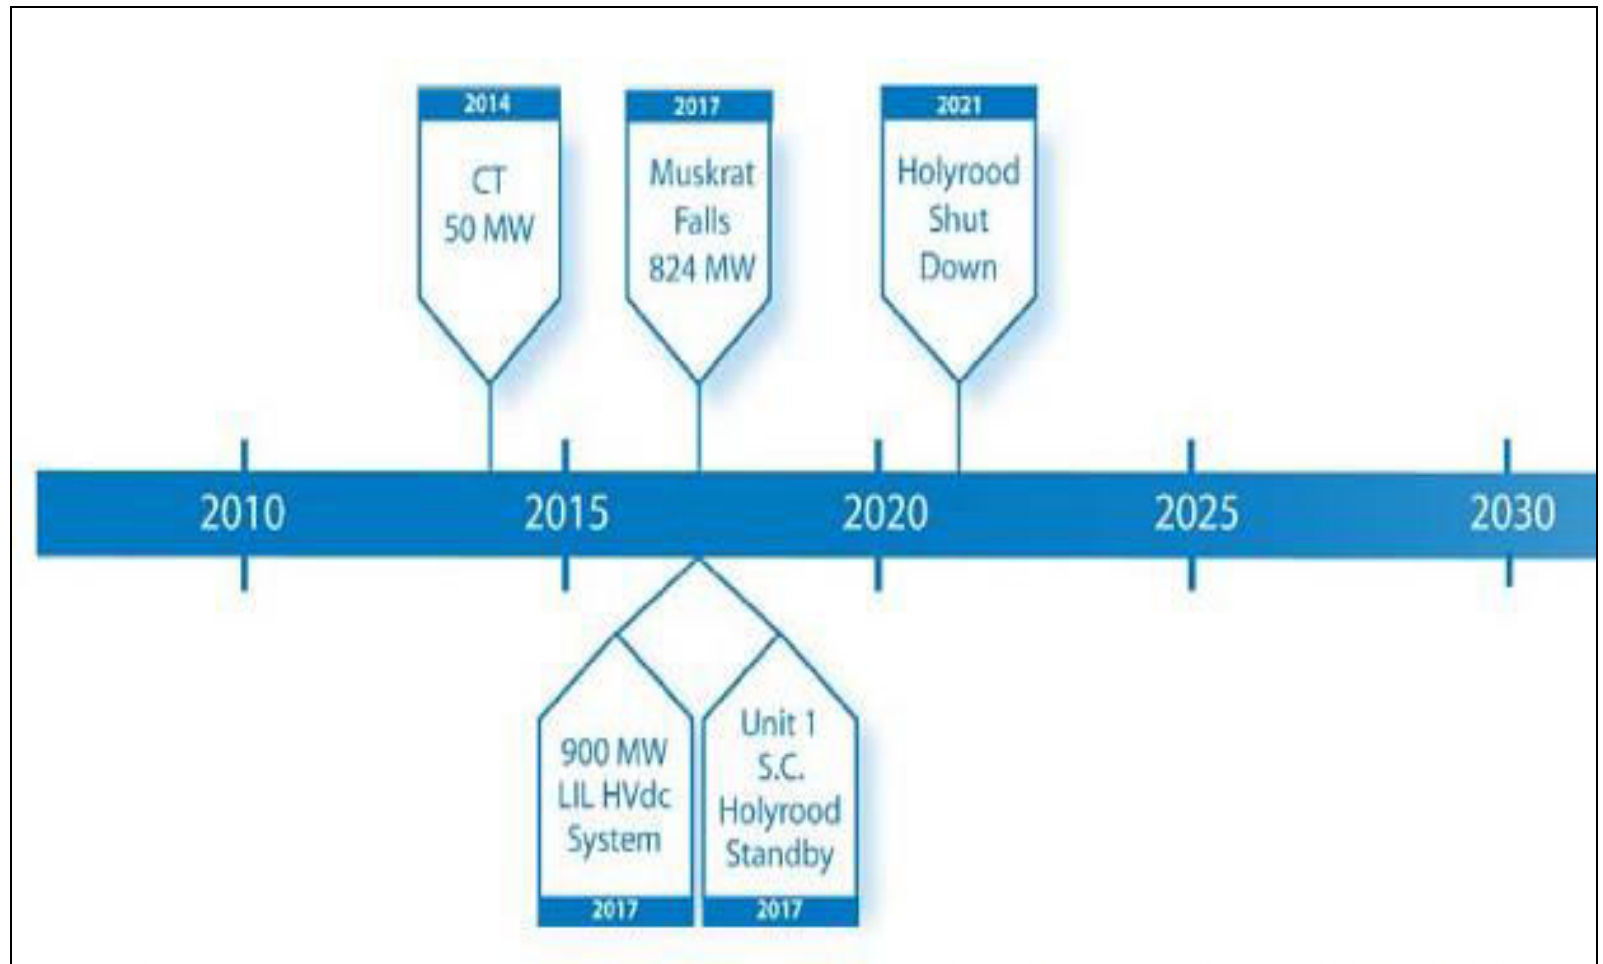 2014
CT
50 MW
2017
Muskrat
Falls
824 MW
2021
Holyrood
Shut
Down
2010
2015
2020
2025
2030
900 MW
LIL HVdc
System
2017
Unit 1
S.C.
Holyrood
Standby
2017